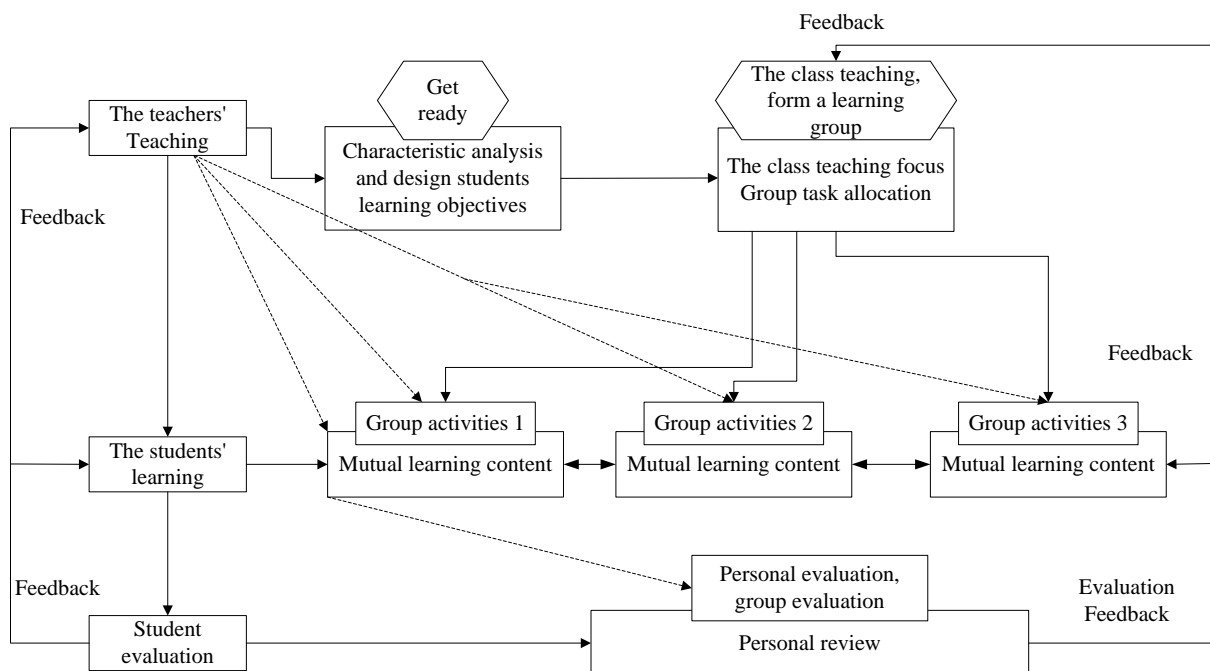 Feedback
Get
ready
The class teaching,
form a learning
group
The teachers'
Teaching
Characteristic analysis
and design students
learning objectives
The class teaching focus
Group task allocation
Feedback
Feedback
Group activities 1
Group activities 2
Group activities 3
The students'
learning
Mutual learning content
Mutual learning content
Mutual learning content
Feedback
Personal evaluation,
group evaluation
Evaluation
Feedback
Student
evaluation
Personal review